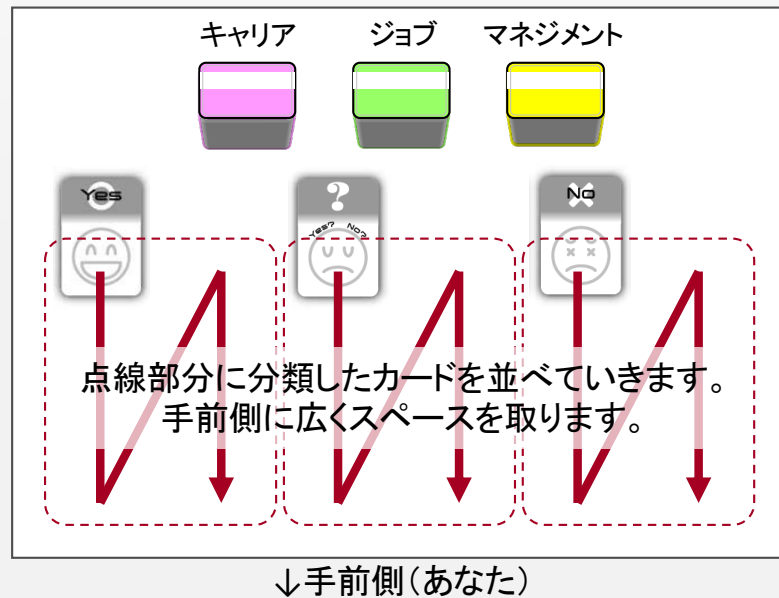 キャリア ジョブ マネジメント
Yes ? No
Yes? No?
点線部分に分類したカードを並べていきます。
手前側に広くスペースを取ります。
↓手前側（あなた）